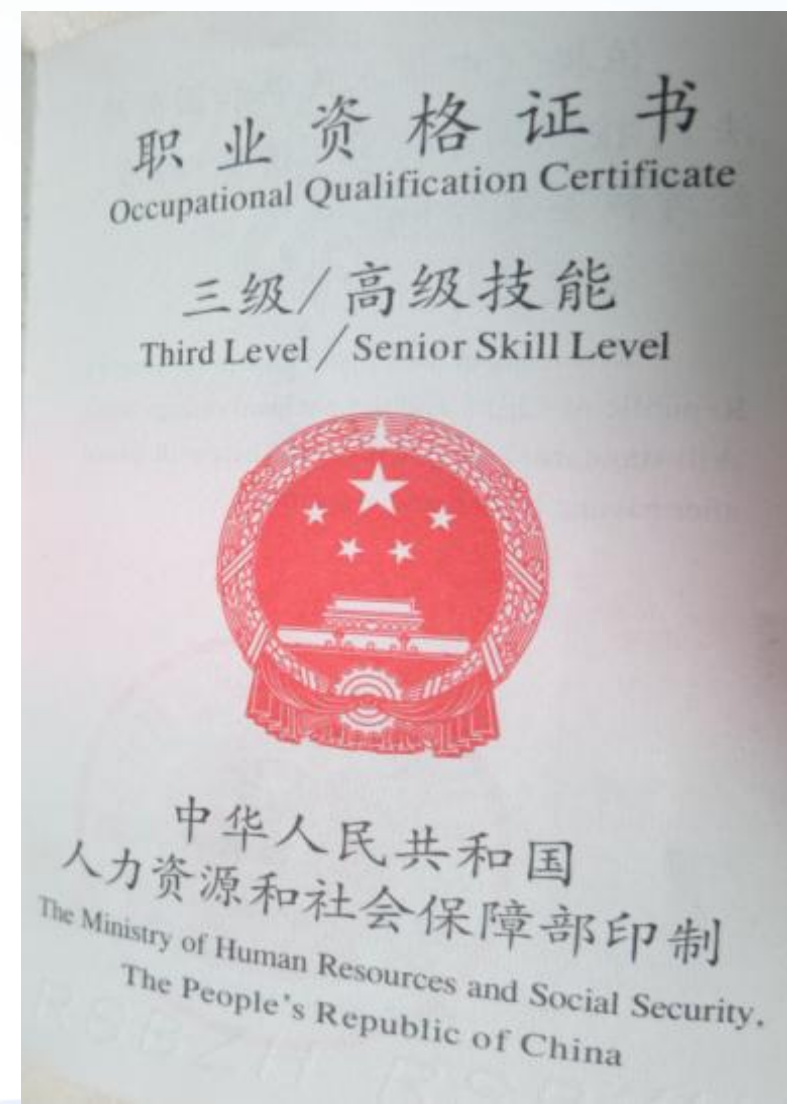 职业资格证书
Occupational Qualification Certificate
三级/高级技能
Third Level/Senior Skill Level
中华人民共和国
人力资源和社会保障部印制
The Ministry of Human Resources and Social Security,
The People's Republic of China